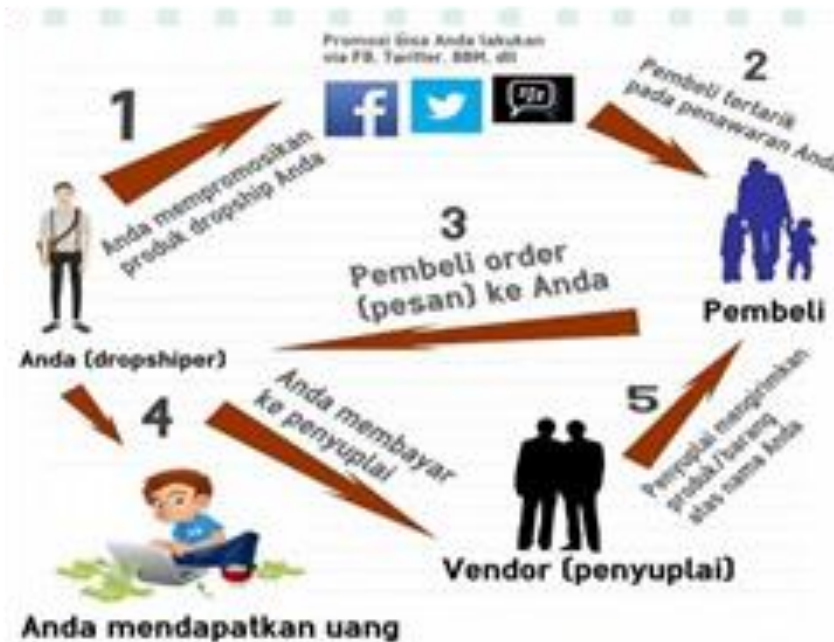 Promosi bisa Anda lakukan
via FB, Twitter, BBM, dll
1
Anda mempromosikan
produk dropship Anda
2
Pembeli tertarik
pada penawaran Anda
3
Pembeli order
(pesan) ke Anda
Pembeli
Anda (dropshiper)
4
Anda membayar
ke penyuplai
5
Penyuplai mengirimkan
produk/barang
atas nama Anda
Vendor (penyuplai)
Anda mendapatkan uang